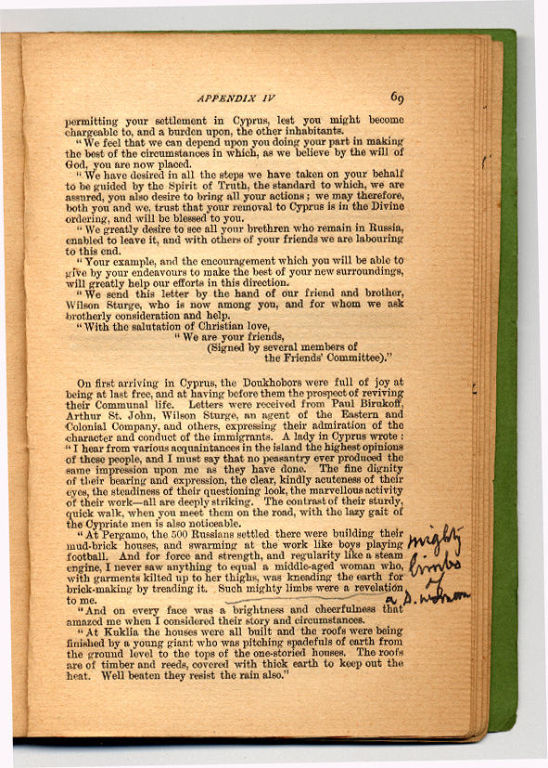 APPENDIX IV 69
permitting your settlement in Cyprus, lest you might become
chargeable to, and a burden upon, the other inhabitants.
"We feel that we can depend upon you doing your part in making
the best of the circumstances in which, as we believe by the will of
God, you are now placed.
"We have desired in all the steps we have taken on your behalf
to be guided by the Spirit of Truth, the standard to which, we are
assured, you also desire to bring all your actions; we may therefore,
both you and we, trust that your removal to Cyprus is in the Divine
ordering, and will be blessed to you.
"We greatly desire to see all your brethren who remain in Russia,
enabled to leave it, and with others of your friends we are labouring
to this end.
"Your example, and the encouragement which you will be able to
give by your endeavours to make the best of your new surroundings,
will greatly help our efforts in this direction.
"We send this letter by the hand of our friend and brother,
Wilson Sturge, who is now among you, and for whom we ask
brotherly consideration and help.
"With the salutation of Christian love,
"We are your friends,
(Signed by several members of
the Friends' Committee)."
On first arriving in Cyprus, the Doukhobors were full of joy at
being at last free, and at having before them the prospect of reviving
their Communal life. Letters were received from Paul Birukoff,
Arthur St. John, Wilson Sturge, an agent of the Eastern and
Colonial Company, and others, expressing their admiration of the
character and conduct of the immigrants. A lady in Cyprus wrote:
"I hear from various acquaintances in the island the highest opinions
of these people, and I must say that no peasantry ever produced the
same impression upon me as they have done. The fine dignity
of their bearing and expression, the clear, kindly acuteness of their
eyes, the steadiness of their questioning look, the marvellous activity
of their work—all are deeply striking. The contrast of their sturdy,
quick walk, when you meet them on the road, with the lazy gait of
the Cypriate men is also noticeable.
"At Pergamo, the 500 Russians settled there were building their
mud-brick houses, and swarming at the work like boys playing
football. And for force and strength, and regularity like a steam
engine, I never saw anything to equal a middle-aged woman who,
with garments kilted up to her thighs, was kneading the earth for
brick-making by treading it. Such mighty limbs were a revelation
to me.
"And on every face was a brightness and cheerfulness that
amazed me when I considered their story and circumstances.
"At Kuklia the houses were all built and the roofs were being
finished by a young giant who was pitching spadefuls of earth from
the ground level to the tops of the one-storied houses. The roofs
are of timber and reeds, covered with thick earth to keep out the
heat. Well beaten they resist the rain also."
mighty
limbs
of
a D. woman